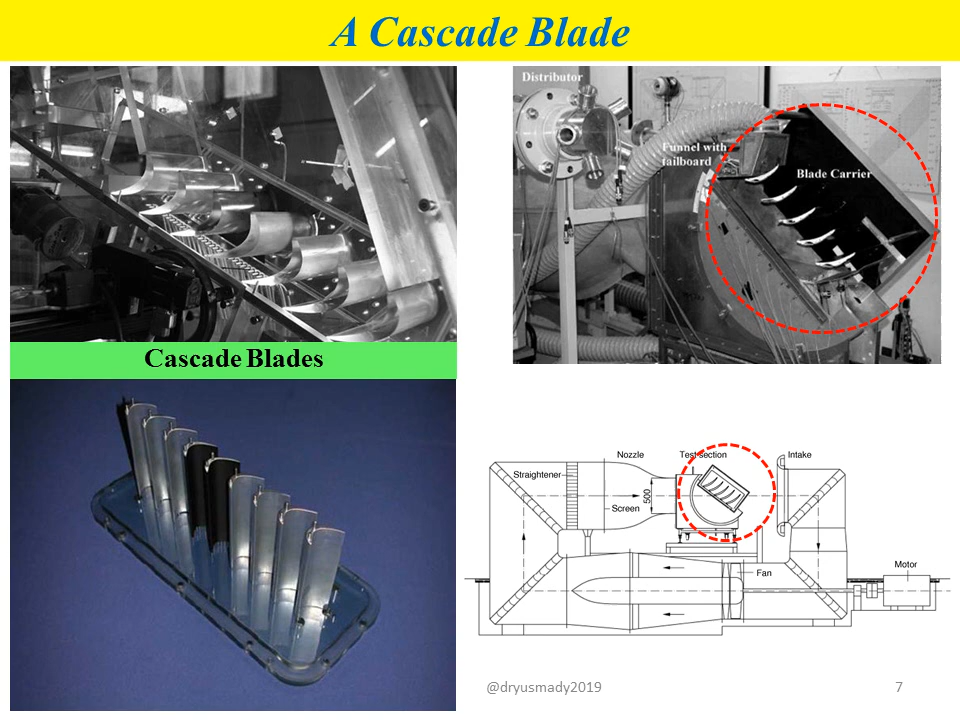 A Cascade Blade
Distributor
Funnel with
tailboard
Blade Carrier
Cascade Blades
Nozzle
Test section
Intake
Straightener
500
Screen
Fan
Motor
@dryusmady2019
7